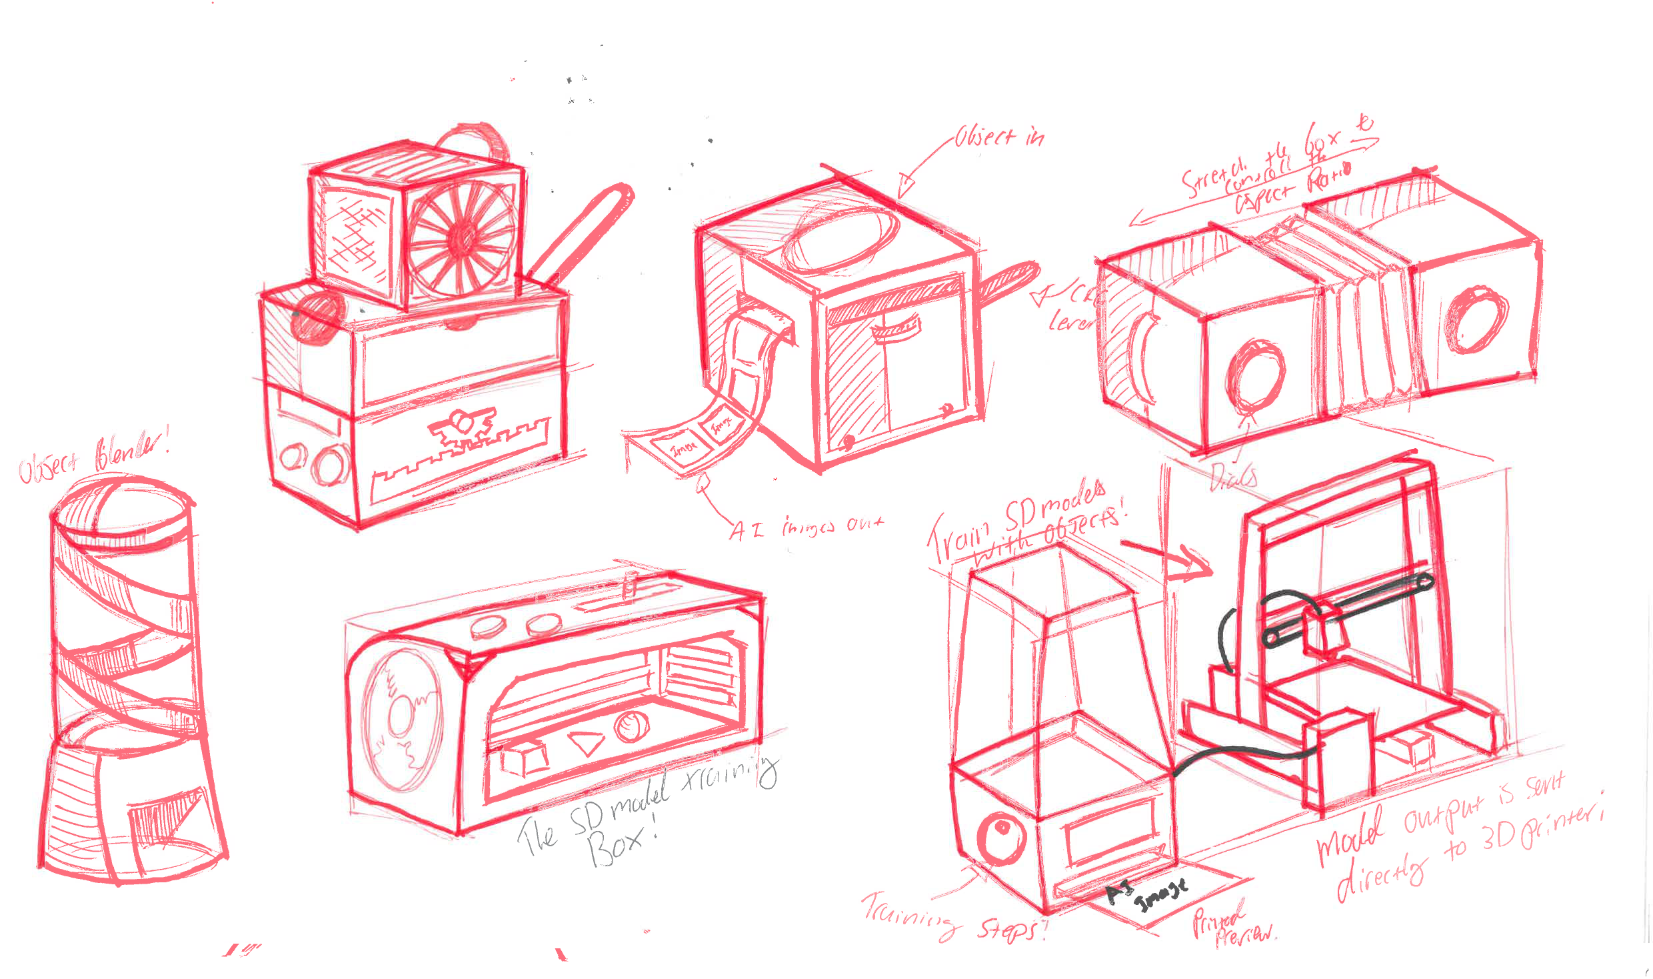 Object in
Stretch the box to
control the
aspect Ratio
lever
Image
Image
AI images out
Dials
Object Blender!
Train SD models
with objects!
The SD model training
Box!
AI
Image
Training Steps!
Printed
Preview.
Model output is sent
directly to 3D printer!